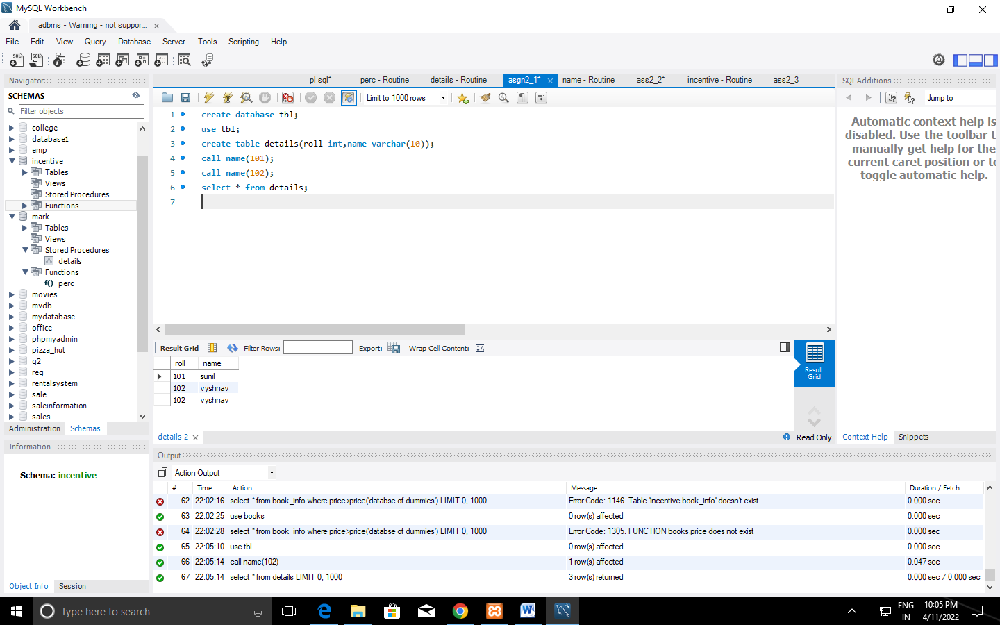 MySQL Workbench
adbms - Warning - not suppor...
File Edit View Query Database Server Tools Scripting Help
Navigator
SCHEMAS
Filter objects
college
database1
emp
incentive
Tables
Views
Stored Procedures
Functions
mark
Tables
Views
Stored Procedures
details
Functions
f() perc
movies
mvdb
mydatabase
office
phpmyadmin
pizza_hut
q2
reg
rentalsystem
sale
saleinformation
sales
Administration Schemas
Information
Schema: incentive
Object Info Session
pl sql* perc - Routine details - Routine asgn2_1* name - Routine ass2_2* incentive - Routine ass2_3
Limit to 1000 rows
1 create database tbl;
2 use tbl;
3 create table details(roll int,name varchar(10));
4 call name(101);
5 call name(102);
6 select * from details;
7
Result Grid Filter Rows: Export: Wrap Cell Content:
roll name
101 sunil
102 vyshnav
102 vyshnav
Result
Grid
details 2 Read Only
SQLAdditions
Jump to
Automatic context help is
disabled. Use the toolbar t
manually get help for the
current caret position or to
toggle automatic help.
Context Help Snippets
Output
Action Output
# Time Action Message Duration / Fetch
62 22:02:16 select * from book_info where price>price('databse of dummies') LIMIT 0, 1000 Error Code: 1146. Table 'incentive.book_info' doesn't exist 0.000 sec
63 22:02:25 use books 0 row(s) affected 0.000 sec
64 22:02:28 select * from book_info where price>price('databse of dummies') LIMIT 0, 1000 Error Code: 1305. FUNCTION books.price does not exist 0.000 sec
65 22:05:10 use tbl 0 row(s) affected 0.000 sec
66 22:05:14 call name(102) 1 row(s) affected 0.047 sec
67 22:05:14 select * from details LIMIT 0, 1000 3 row(s) returned 0.000 sec / 0.000 sec
Type here to search
ENG
IN
10:05 PM
4/11/2022